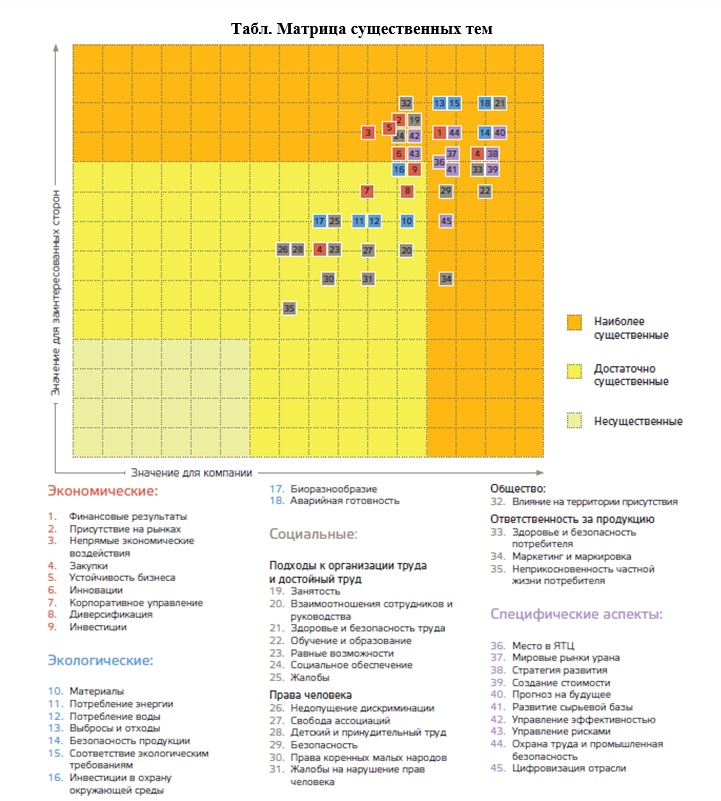 Табл. Матрица существенных тем
Значение для заинтересованных сторон
32 13 15 18 21
2 19
3 5 24 42 1 44 14 40
6 43 36 37 4 38
16 9 41 33 39
7 8 29 22
17 25 11 12 10 45
26 28 4 23 27 20
30 31 34
35
Наиболее
существенные
Достаточно
существенные
Несущественные
Значение для компании
Экономические:
1. Финансовые результаты
2. Присутствие на рынках
3. Непрямые экономические
воздействия
4. Закупки
5. Устойчивость бизнеса
6. Инновации
7. Корпоративное управление
8. Диверсификация
9. Инвестиции
Экологические:
10. Материалы
11. Потребление энергии
12. Потребление воды
13. Выбросы и отходы
14. Безопасность продукции
15. Соответствие экологическим
требованиям
16. Инвестиции в охрану
окружающей среды
17. Биоразнообразие
18. Аварийная готовность
Социальные:
Подходы к организации труда
и достойный труд
19. Занятость
20. Взаимоотношения сотрудников и
руководства
21. Здоровье и безопасность труда
22. Обучение и образование
23. Равные возможности
24. Социальное обеспечение
25. Жалобы
Права человека
26. Недопущение дискриминации
27. Свобода ассоциаций
28. Детский и принудительный труд
29. Безопасность
30. Права коренных малых народов
31. Жалобы на нарушение прав
человека
Общество:
32. Влияние на территории присутствия
Ответственность за продукцию
33. Здоровье и безопасность
потребителя
34. Маркетинг и маркировка
35. Неприкосновенность частной
жизни потребителя
Специфические аспекты:
36. Место в ЯТЦ
37. Мировые рынки урана
38. Стратегия развития
39. Создание стоимости
40. Прогноз на будущее
41. Развитие сырьевой базы
42. Управление эффективностью
43. Управление рисками
44. Охрана труда и промышленная
безопасность
45. Цифровизация отрасли